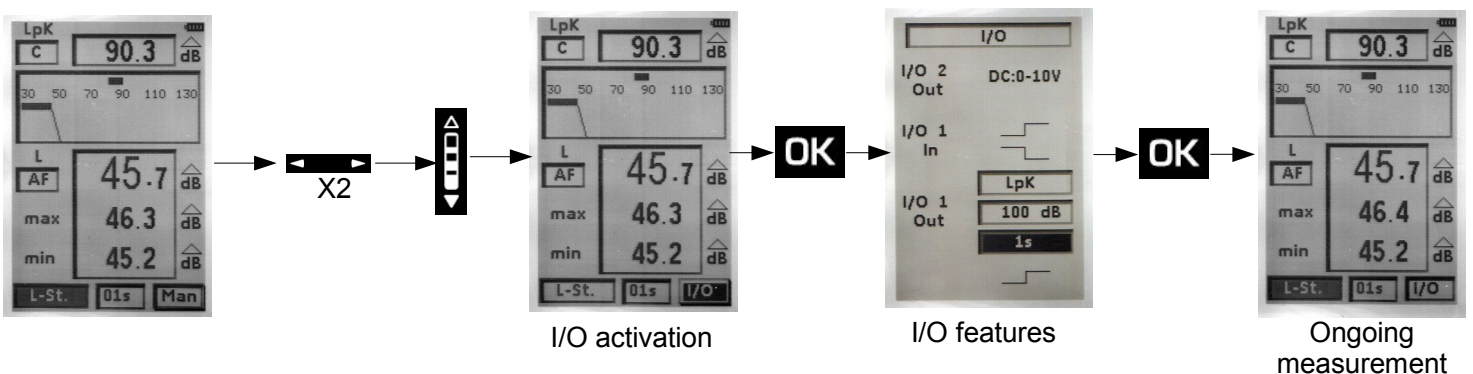 LpK
C
90.3
dB
30 50 70 90 110 130
L
AF
45.7
dB
max
46.3
dB
min
45.2
dB
L-St.
01s
Man
X2
LpK
C
90.3
dB
30 50 70 90 110 130
L
AF
45.7
dB
max
46.3
dB
min
45.2
dB
L-St.
01s
I/O
I/O activation
OK
I/O
I/O 2
Out
DC:0-10V
I/O 1
In
I/O 1
Out
LpK
100 dB
1s
I/O features
OK
LpK
C
90.3
dB
30 50 70 90 110 130
L
AF
45.7
dB
max
46.4
dB
min
45.2
dB
L-St.
01s
I/O
Ongoing
measurement